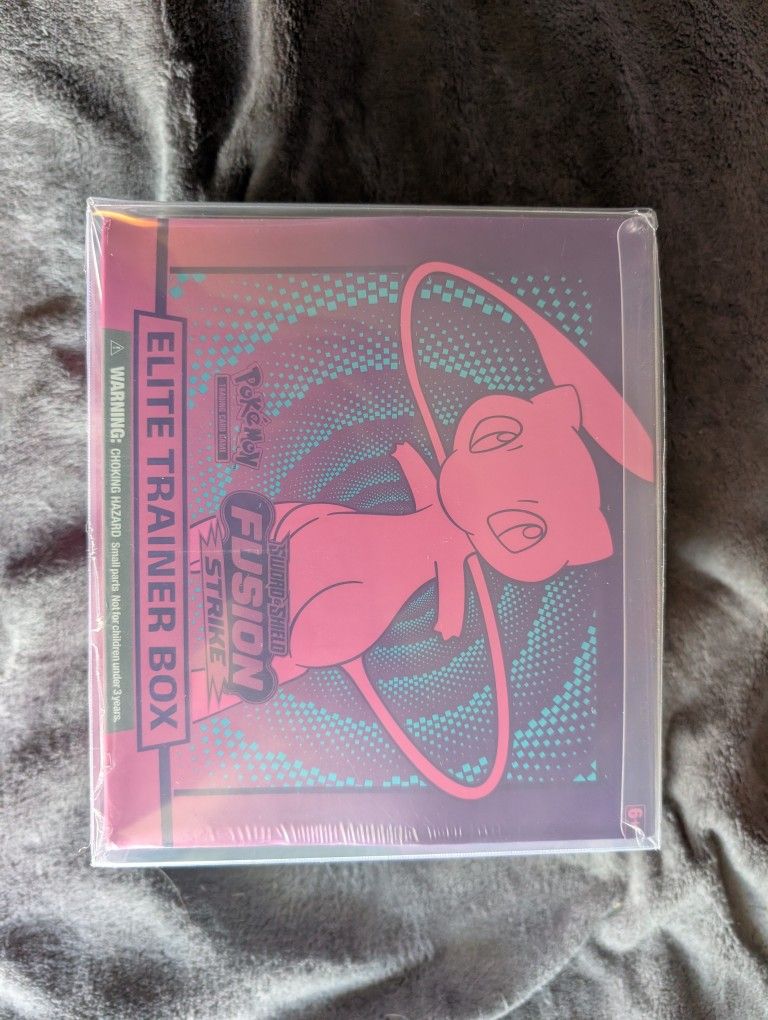 6+
POKéMON
TRADING CARD GAME
SWORD & SHIELD
FUSION
STRIKE
ELITE TRAINER BOX
⚠ WARNING: CHOKING HAZARD Small parts. Not for children under 3 years.